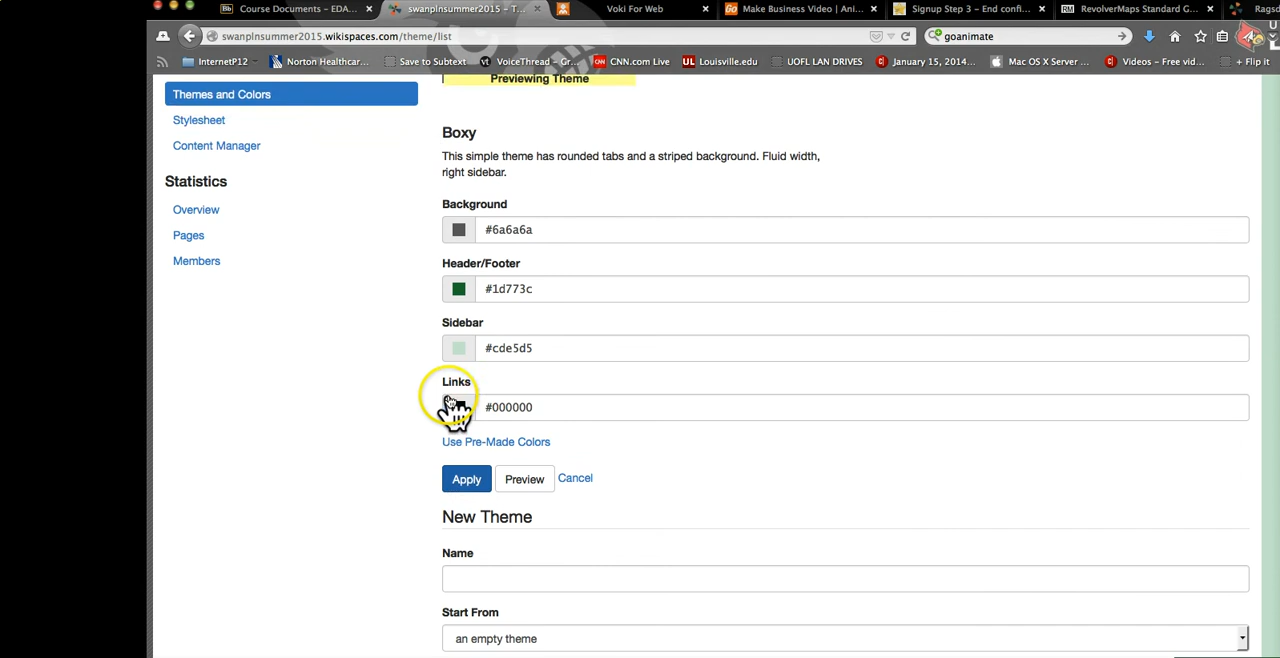 Course Documents – EDA... swanplnsummer2015 - T... Voki For Web Make Business Video | Ani... Signup Step 3 – End confi... RevolverMaps Standard G... Ragsd
swanplnsummer2015.wikispaces.com/theme/list goanimate
InternetP12 Norton Healthcar... Save to Subtext VoiceThread – Gr... CNN.com Live Louisville.edu UOFL LAN DRIVES January 15, 2014... Mac OS X Server ... Videos – Free vid... + Flip it
Previewing Theme
Themes and Colors
Stylesheet
Content Manager
Statistics
Overview
Pages
Members
Boxy
This simple theme has rounded tabs and a striped background. Fluid width,
right sidebar.
Background
#6a6a6a
Header/Footer
#1d773c
Sidebar
#cde5d5
Links
#000000
Use Pre-Made Colors
Apply Preview Cancel
New Theme
Name
Start From
an empty theme